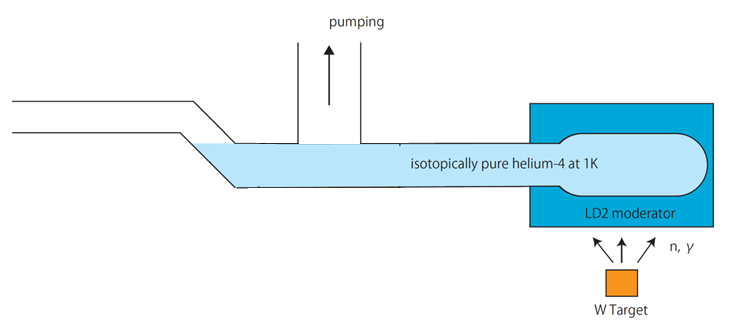 pumping
isotopically pure helium-4 at 1K
LD2 moderator
n, γ
W Target